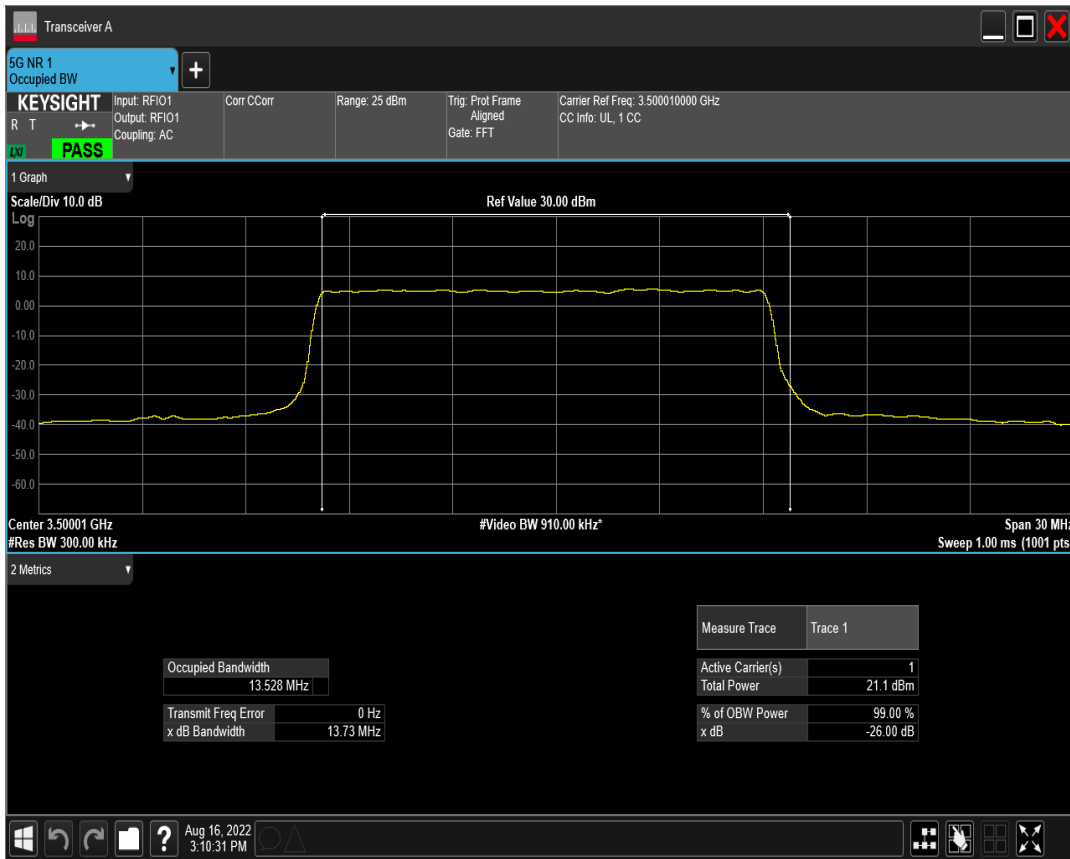 Transceiver A
5G NR 1
Occupied BW
KEYSIGHT
R T
LXI
PASS
Input: RFIO1
Output: RFIO1
Coupling: AC
Corr CCorr
Range: 25 dBm
Trig: Prot Frame
Aligned
Gate: FFT
Carrier Ref Freq: 3.500010000 GHz
CC Info: UL, 1 CC
1 Graph
Scale/Div 10.0 dB
Ref Value 30.00 dBm
Log
20.0
10.0
0.00
-10.0
-20.0
-30.0
-40.0
-50.0
-60.0
Center 3.50001 GHz
#Video BW 910.00 kHz*
Span 30 MHz
#Res BW 300.00 kHz
Sweep 1.00 ms (1001 pts
2 Metrics
Measure Trace Trace 1
Occupied Bandwidth
13.528 MHz
Active Carrier(s) 1
Total Power 21.1 dBm
Transmit Freq Error 0 Hz
x dB Bandwidth 13.73 MHz
% of OBW Power 99.00 %
x dB -26.00 dB
?
Aug 16, 2022
3:10:31 PM